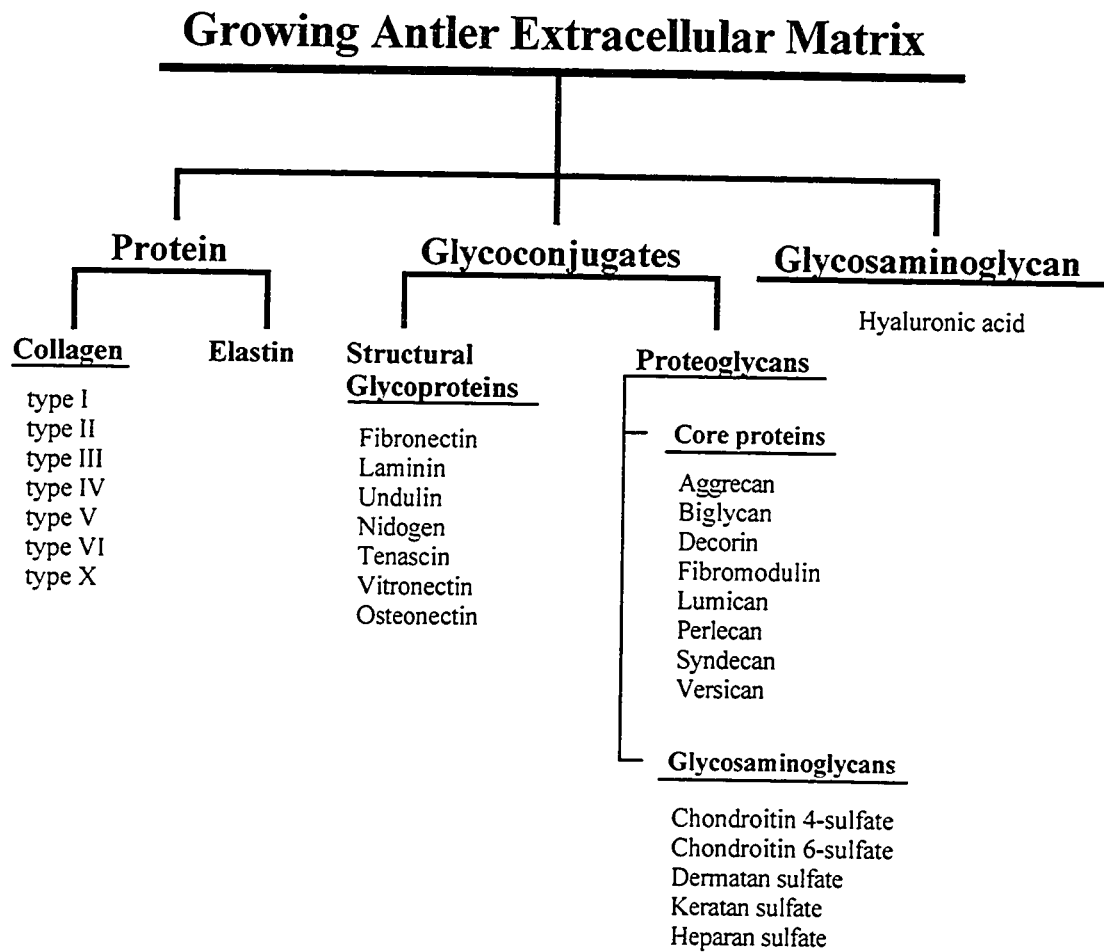 Growing Antler Extracellular Matrix
Protein
Glycoconjugates
Glycosaminoglycan
Hyaluronic acid
Collagen
type I
type II
type III
type IV
type V
type VI
type X
Elastin
Structural
Glycoproteins
Fibronectin
Laminin
Undulin
Nidogen
Tenascin
Vitronectin
Osteonectin
Proteoglycans
Core proteins
Aggrecan
Biglycan
Decorin
Fibromodulin
Lumican
Perlecan
Syndecan
Versican
Glycosaminoglycans
Chondroitin 4-sulfate
Chondroitin 6-sulfate
Dermatan sulfate
Keratan sulfate
Heparan sulfate